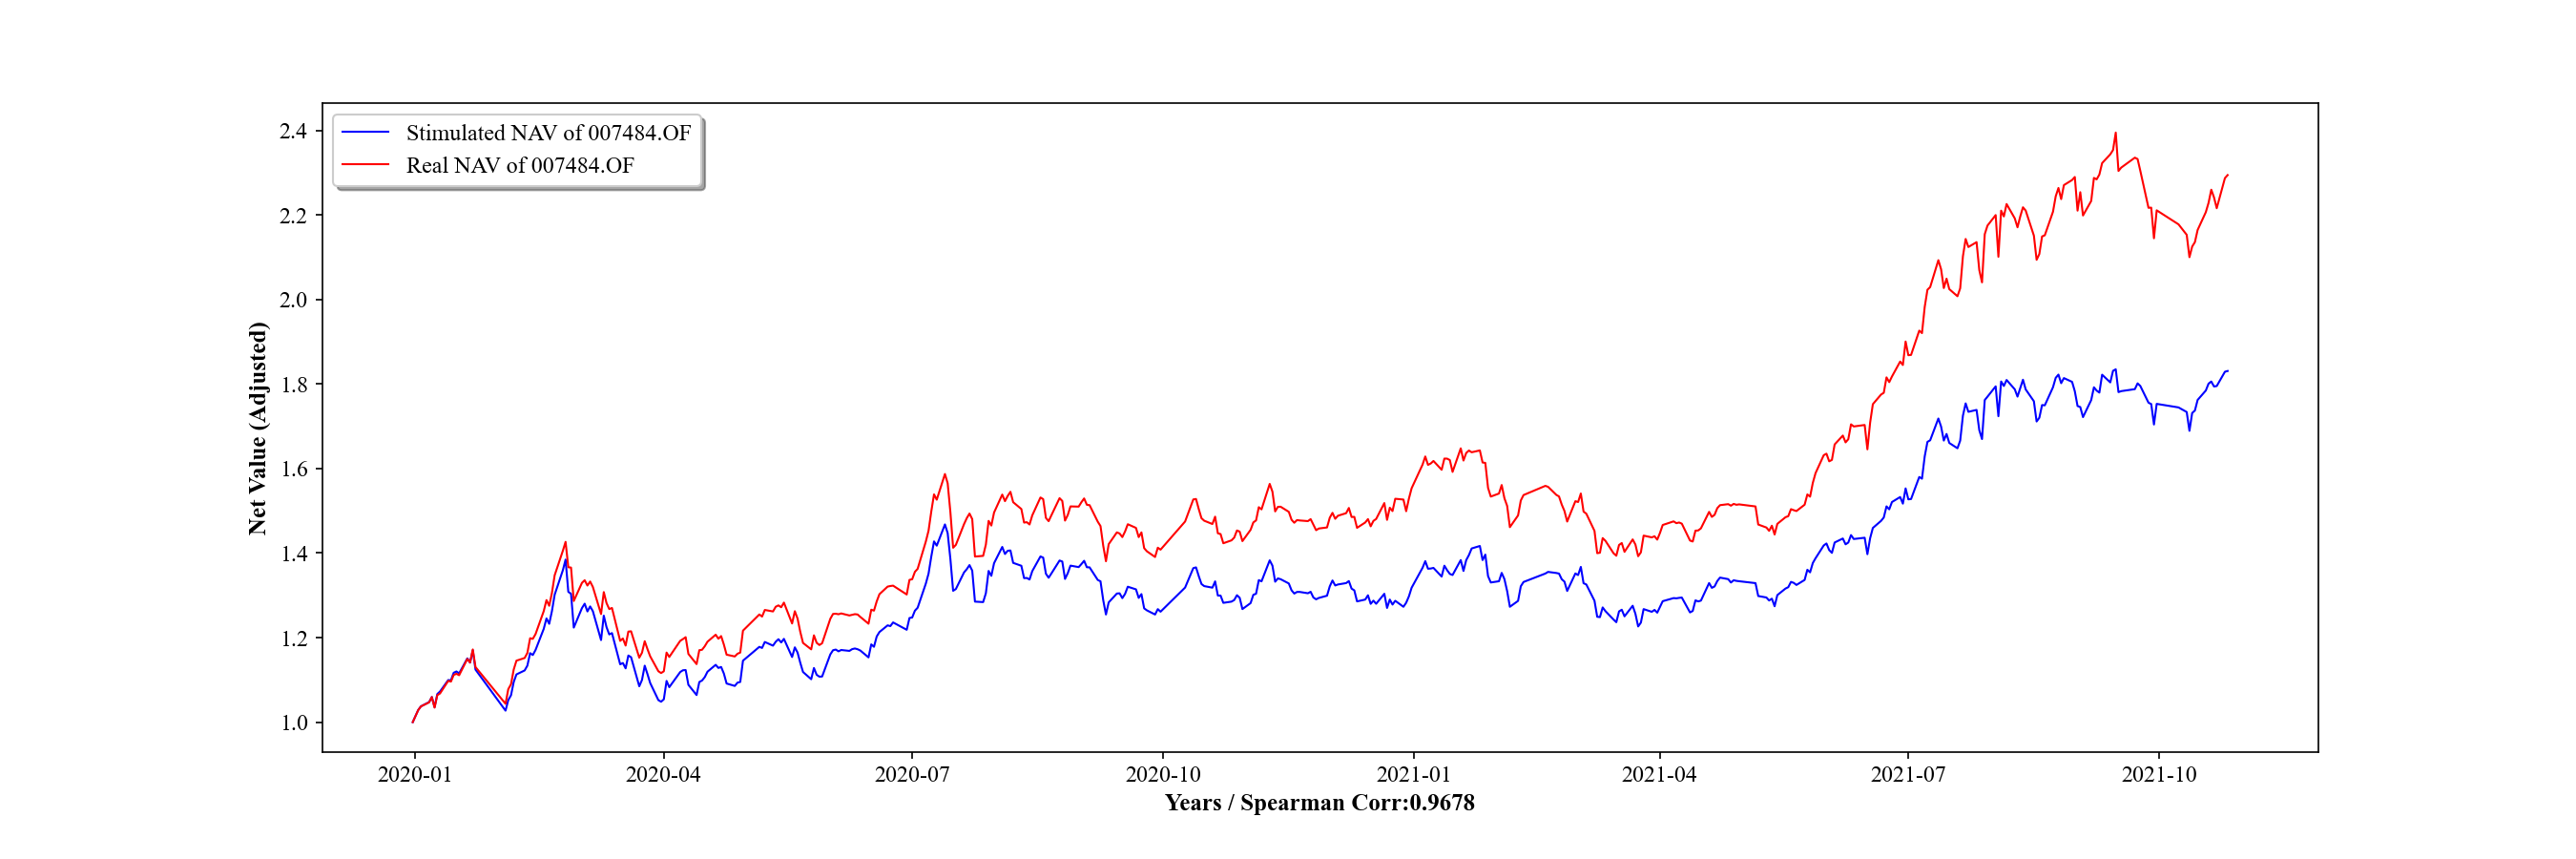 Stimulated NAV of 007484.OF
Real NAV of 007484.OF
Net Value (Adjusted)
2.4
2.2
2.0
1.8
1.6
1.4
1.2
1.0
2020-01 2020-04 2020-07 2020-10 2021-01 2021-04 2021-07 2021-10
Years / Spearman Corr:0.9678